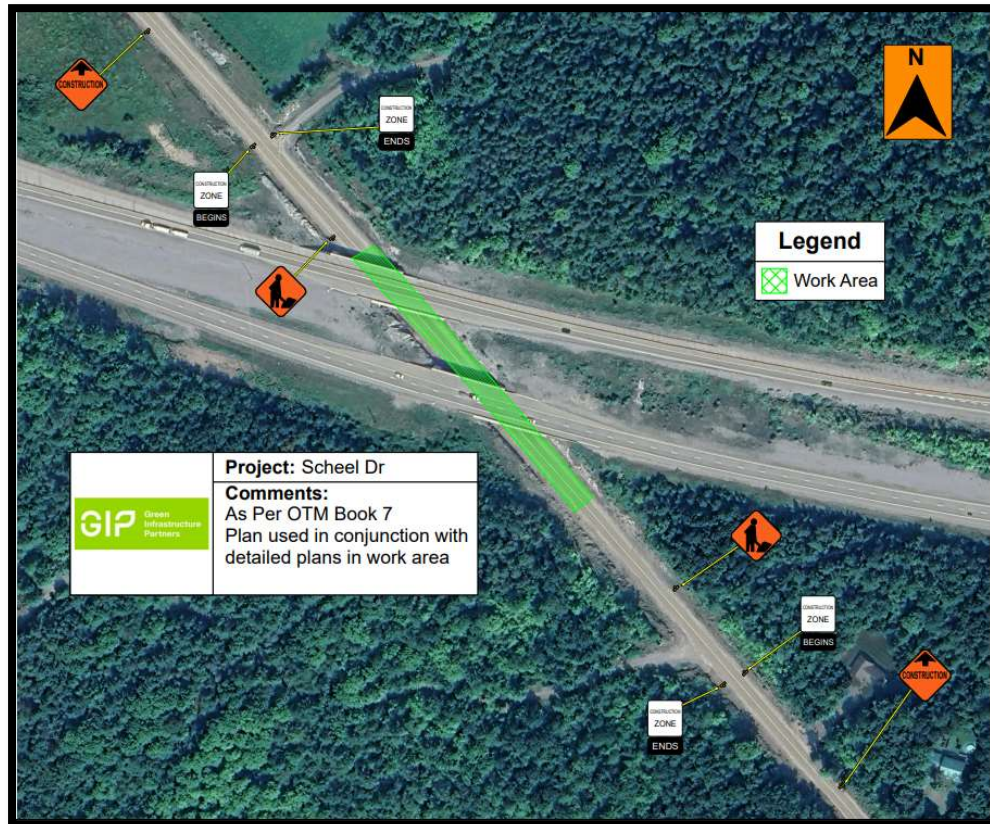 CONSTRUCTION
CONSTRUCTION
ZONE
ENDS
N
CONSTRUCTION
ZONE
BEGINS
Legend
Work Area
Project: Scheel Dr
Comments:
As Per OTM Book 7
Plan used in conjunction with
detailed plans in work area
GIP
Green
Infrastructure
Partners
CONSTRUCTION
ZONE
BEGINS
CONSTRUCTION
CONSTRUCTION
ZONE
ENDS